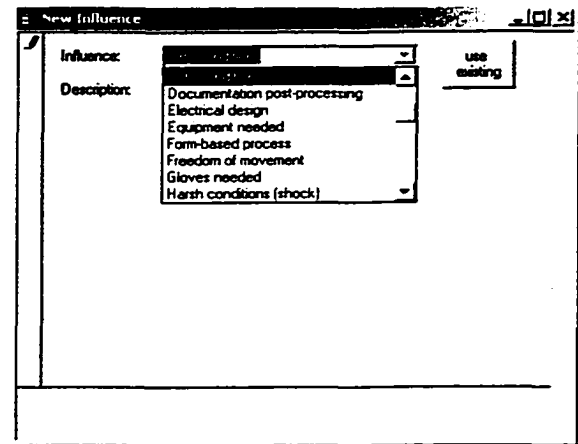 New Influence
Influence:
use
existing
Description:
Documentation post-processing
Electrical design
Equipment needed
Form-based process
Freedom of movement
Gloves needed
Harsh conditions (shock)